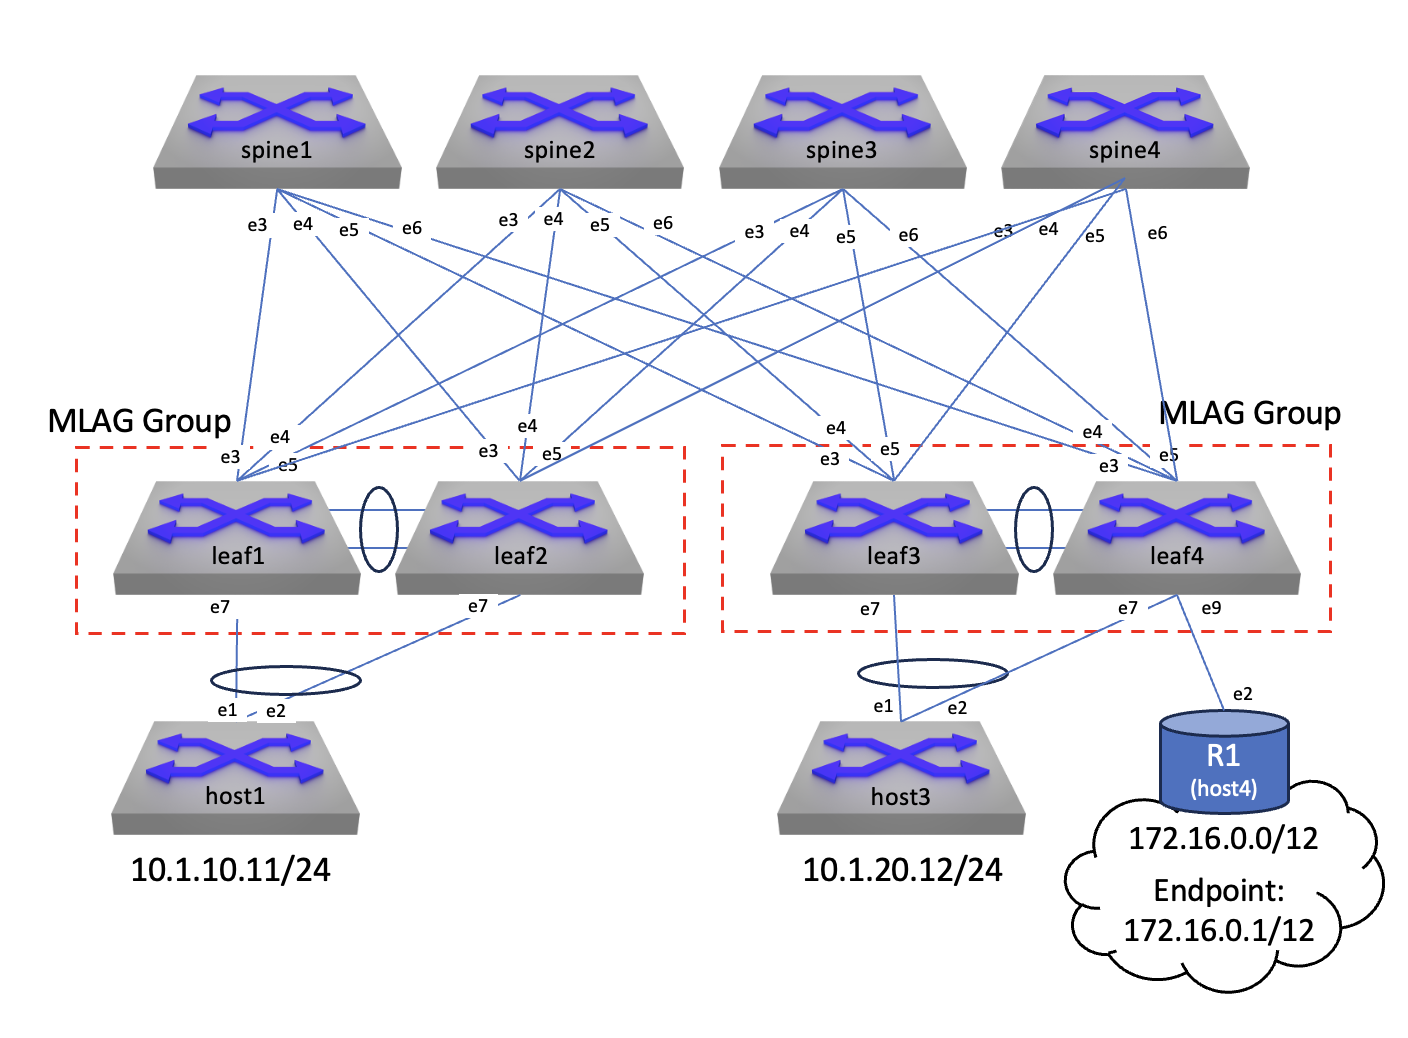 spine1
spine2
spine3
spine4
e3
e4
e5
e6
e3
e4
e5
e6
e3
e4
e5
e6
e3
e4
e5
e6
MLAG Group
MLAG Group
e3
e4
e5
e3
e4
e5
e3
e4
e5
e3
e4
e5
leaf1
leaf2
leaf3
leaf4
e7
e7
e7
e7
e9
e1
e2
e1
e2
e2
host1
host3
R1
(host4)
10.1.10.11/24
10.1.20.12/24
172.16.0.0/12
Endpoint:
172.16.0.1/12